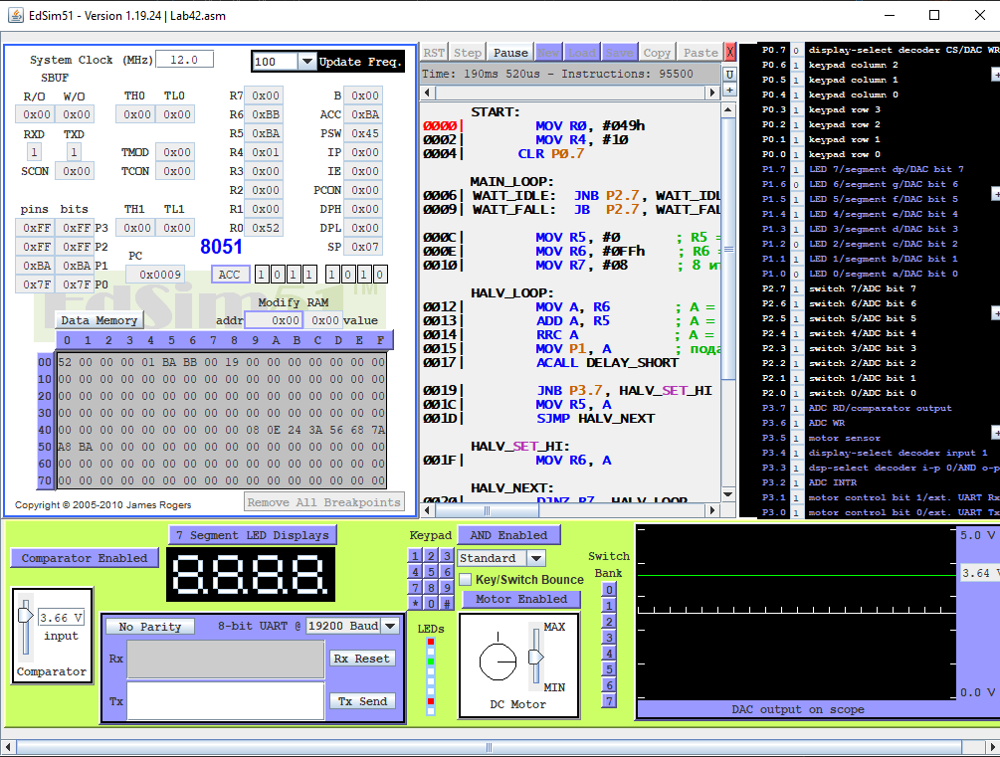 EdSim51 - Version 1.19.24 | Lab42.asm
System Clock (MHz) 12.0
100 Update Freq.
SBUF
R/O W/O TH0 TL0 R7 0x00 B 0x00
0x00 0x00 0x00 0x00 R6 0xBB ACC 0xBA
RXD TXD R5 0xBA PSW 0x45
1 1 TMOD 0x00 R4 0x01 IP 0x00
SCON 0x00 TCON 0x00 R3 0x00 IE 0x00
R2 0x00 PCON 0x00
pins bits TH1 TL1 R1 0x00 DPH 0x00
0xFF 0xFF P3 0x00 0x00 R0 0x52 DPL 0x00
0xFF 0xFF P2 8051 SP 0x07
0xBA 0xBA P1 PC
0x7F 0x7F P0 0x0009 ACC 1 0 1 1 1 0 1 0
EdSim51 TM
Modify RAM
Data Memory addr 0x00 0x00 value
0 1 2 3 4 5 6 7 8 9 A B C D E F
00 52 00 00 00 01 BA BB 00 19 00 00 00 00 00 00 00
10 00 00 00 00 00 00 00 00 00 00 00 00 00 00 00 00
20 00 00 00 00 00 00 00 00 00 00 00 00 00 00 00 00
30 00 00 00 00 00 00 00 00 00 00 00 00 00 00 00 00
40 00 00 00 00 00 00 00 00 00 08 0E 24 3A 56 68 7A
50 A8 BA 00 00 00 00 00 00 00 00 00 00 00 00 00 00
60 00 00 00 00 00 00 00 00 00 00 00 00 00 00 00 00
70 00 00 00 00 00 00 00 00 00 00 00 00 00 00 00 00
Copyright © 2005-2010 James Rogers Remove All Breakpoints
RST Step Pause New Load Save Copy Paste X
Time: 190ms 520us - Instructions: 95500 U
+
START:
0000| MOV R0, #049h
0002| MOV R4, #10
0004| CLR P0.7
MAIN_LOOP:
0006| WAIT_IDLE: JNB P2.7, WAIT_IDL
0009| WAIT_FALL: JB P2.7, WAIT_FAL
000C| MOV R5, #0 ; R5 =
000E| MOV R6, #0FFh ; R6 =
0010| MOV R7, #08 ; 8 ит
HALV_LOOP:
0012| MOV A, R6 ; A =
0013| ADD A, R5 ; A =
0014| RRC A ; A =
0015| MOV P1, A ; пода
0017| ACALL DELAY_SHORT
0019| JNB P3.7, HALV_SET_HI
001C| MOV R5, A
001D| SJMP HALV_NEXT
HALV_SET_HI:
001F| MOV R6, A
HALV_NEXT:
0020| DJNZ R7, HALV_LOOP
P0.7 0 display-select decoder CS/DAC WR
P0.6 1 keypad column 2
P0.5 1 keypad column 1
P0.4 1 keypad column 0
P0.3 1 keypad row 3
P0.2 1 keypad row 2
P0.1 1 keypad row 1
P0.0 1 keypad row 0
P1.7 1 LED 7/segment dp/DAC bit 7
P1.6 0 LED 6/segment g/DAC bit 6
P1.5 1 LED 5/segment f/DAC bit 5
P1.4 1 LED 4/segment e/DAC bit 4
P1.3 1 LED 3/segment d/DAC bit 3
P1.2 0 LED 2/segment c/DAC bit 2
P1.1 1 LED 1/segment b/DAC bit 1
P1.0 0 LED 0/segment a/DAC bit 0
P2.7 1 switch 7/ADC bit 7
P2.6 1 switch 6/ADC bit 6
P2.5 1 switch 5/ADC bit 5
P2.4 1 switch 4/ADC bit 4
P2.3 1 switch 3/ADC bit 3
P2.2 1 switch 2/ADC bit 2
P2.1 1 switch 1/ADC bit 1
P2.0 1 switch 0/ADC bit 0
P3.7 1 ADC RD/comparator output
P3.6 1 ADC WR
P3.5 1 motor sensor
P3.4 1 display-select decoder input 1
P3.3 1 dsp-select decoder i-p 0/AND o-p
P3.2 1 ADC INTR
P3.1 1 motor control bit 1/ext. UART Rx
P3.0 1 motor control bit 0/ext. UART Tx
7 Segment LED Displays
Comparator Enabled
8.8.8.8.
3.66 V
input
Comparator
No Parity 8-bit UART @ 19200 Baud
Rx Rx Reset
Tx Tx Send
Keypad AND Enabled
1 2 3 Standard
4 5 6
7 8 9 Key/Switch Bounce
* 0 # Motor Enabled
LEDs
MAX
MIN
DC Motor
Switch
Bank
0
1
2
3
4
5
6
7
5.0 V
3.64 V
0.0 V
DAC output on scope